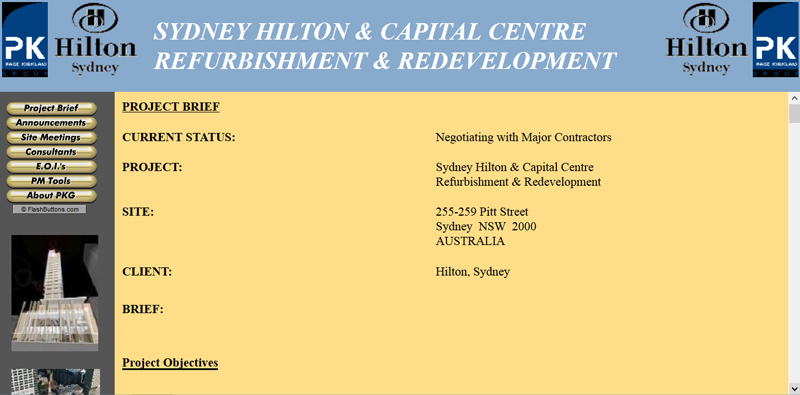 PK
PAGE KIRKLAND
GROUP
Hilton
Sydney
SYDNEY HILTON & CAPITAL CENTRE
REFURBISHMENT & REDEVELOPMENT
Hilton
Sydney
PK
PAGE KIRKLAND
GROUP
Project Brief
Announcements
Site Meetings
Consultants
E.O.I.'s
PM Tools
About PKG
© FlashButtons.com
PROJECT BRIEF
CURRENT STATUS: Negotiating with Major Contractors
PROJECT: Sydney Hilton & Capital Centre
Refurbishment & Redevelopment
SITE: 255-259 Pitt Street
Sydney NSW 2000
AUSTRALIA
CLIENT: Hilton, Sydney
BRIEF:
Project Objectives